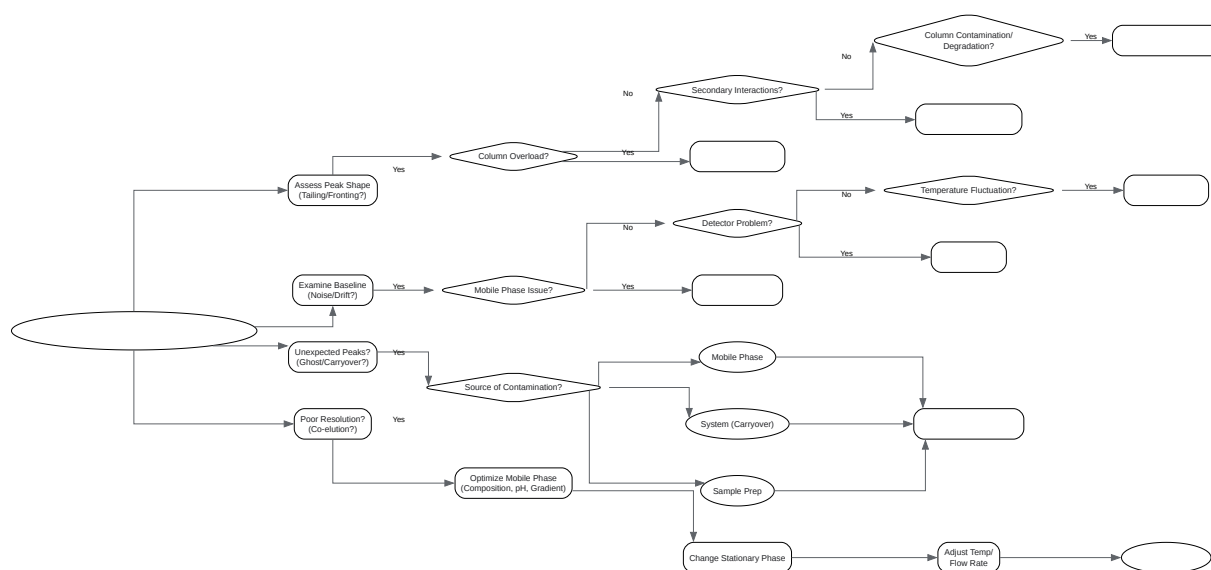 Column Contamination/
Degradation?
Yes
No
Secondary Interactions?
No
Yes
Column Overload?
Yes
Yes
Assess Peak Shape
(Tailing/Fronting?)
Temperature Fluctuation?
Yes
No
Detector Problem?
No
Yes
Examine Baseline
(Noise/Drift?)
Yes
Mobile Phase Issue?
Yes
Unexpected Peaks?
(Ghost/Carryover?)
Yes
Source of Contamination?
Mobile Phase
System (Carryover)
Sample Prep
Poor Resolution?
(Co-elution?)
Yes
Optimize Mobile Phase
(Composition, pH, Gradient)
Change Stationary Phase
Adjust Temp/
Flow Rate